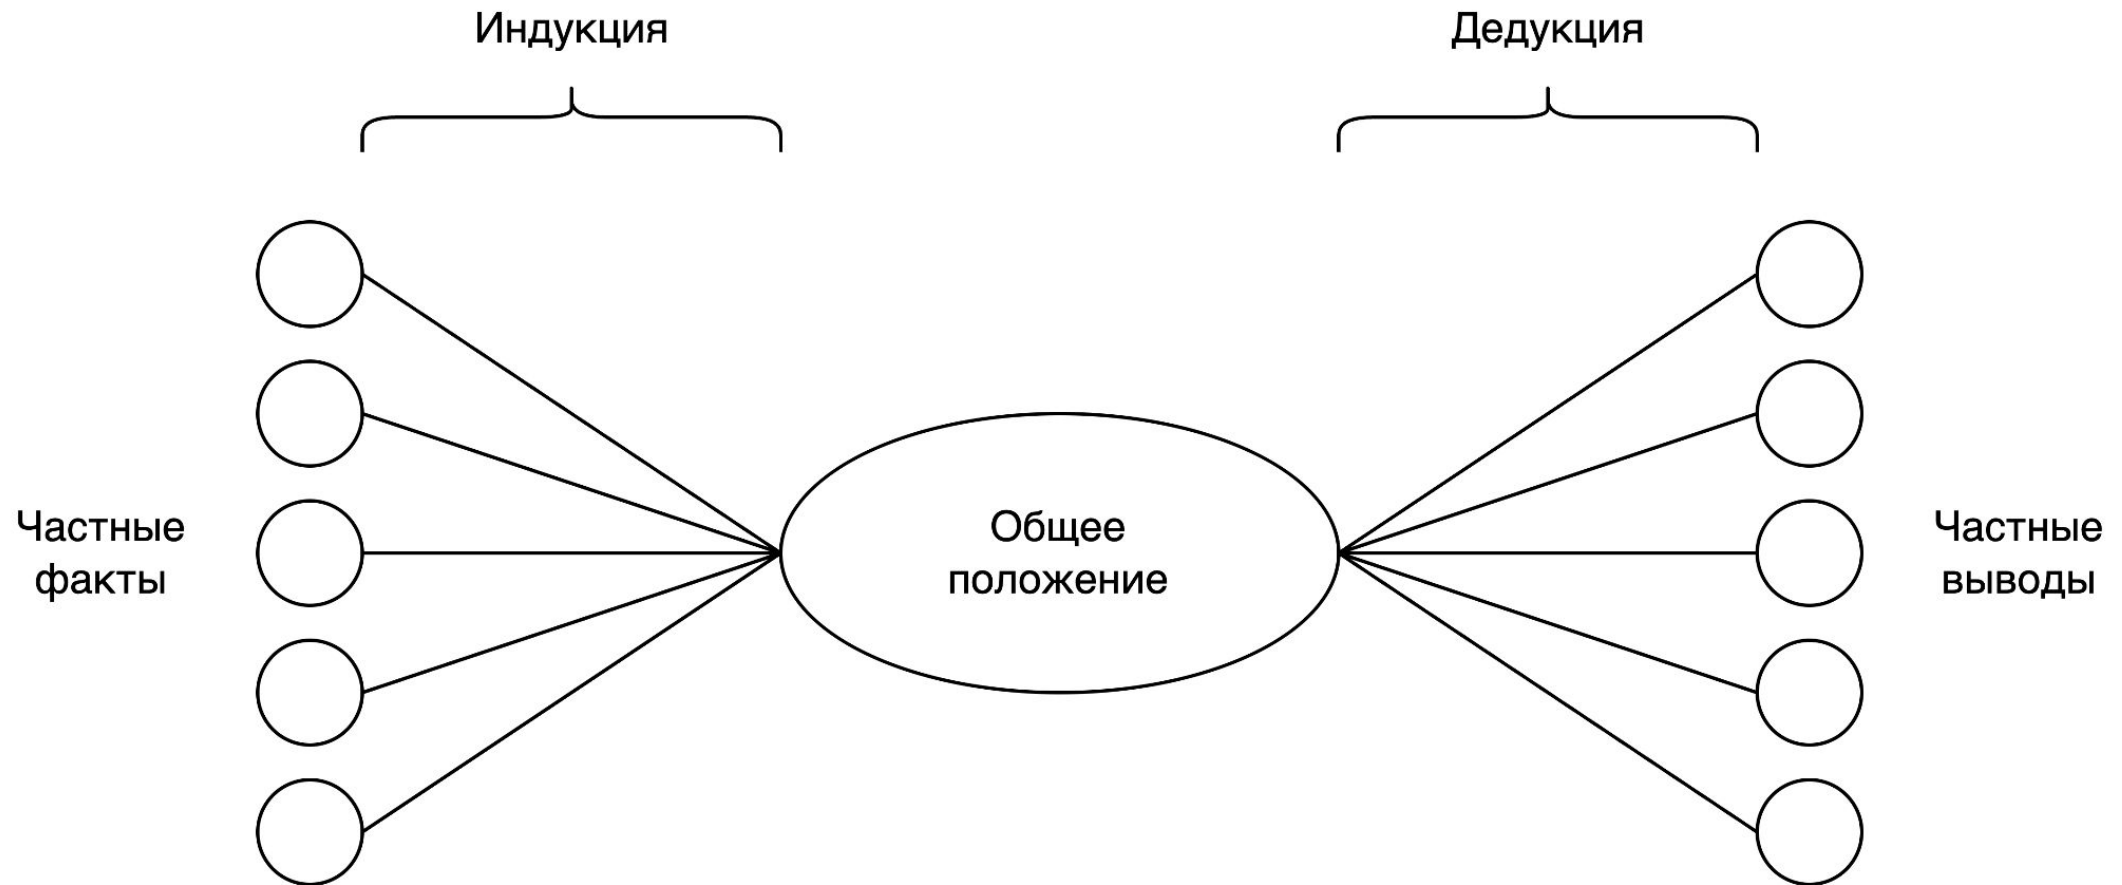 Индукция
Дедукция
Частные
факты
Общее
положение
Частные
выводы